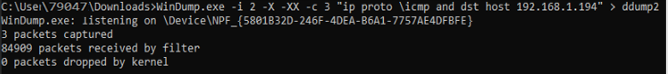 C:\Users\79047\Downloads>WinDump.exe -i 2 -X -XX -c 3 "ip proto \icmp and dst host 192.168.1.194" > ddump2
WinDump.exe: listening on \Device\NPF_{5801B32D-246F-4DEA-B6A1-7757AE4DFBFE}
3 packets captured
84909 packets received by filter
0 packets dropped by kernel